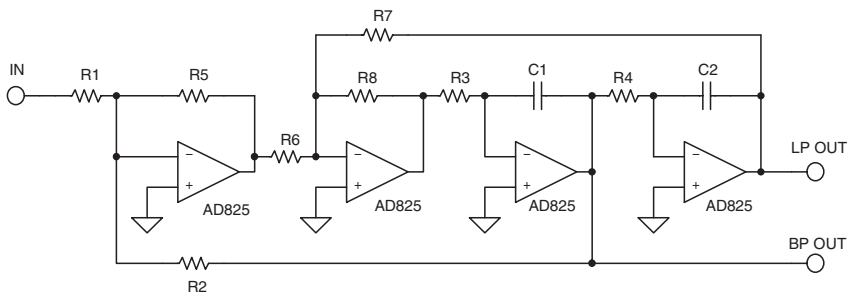 R7
IN
R1
R5
R8
R3
C1
R4
C2
R6
−
+
AD825
−
+
AD825
−
+
AD825
−
+
AD825
LP OUT
BP OUT
R2